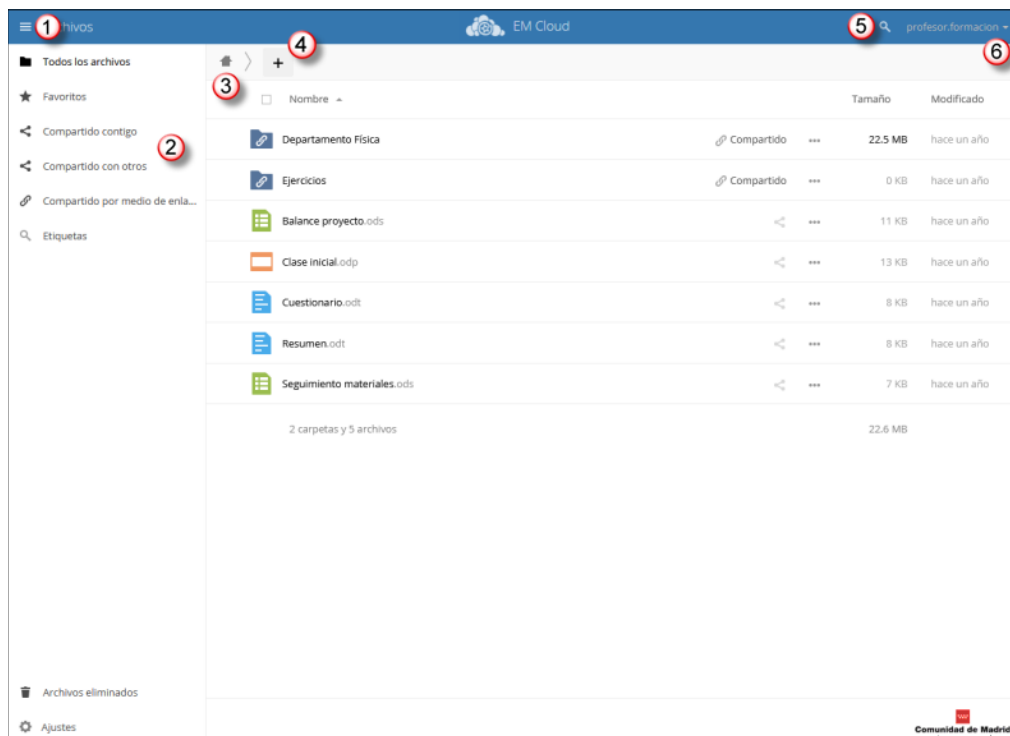 1 hivos EM Cloud 5 profesor.formacion
4 6
Todos los archivos +
3
Favoritos Nombre Tamaño Modificado
Compartido contigo Departamento Física Compartido ••• 22.5 MB hace un año
2
Compartido con otros
Ejercicios Compartido ••• 0 KB hace un año
Compartido por medio de enla...
Balance proyecto.ods ••• 11 KB hace un año
Etiquetas
Clase inicial.odp ••• 13 KB hace un año
Cuestionario.odt ••• 8 KB hace un año
Resumen.odt ••• 8 KB hace un año
Seguimiento materiales.ods ••• 7 KB hace un año
2 carpetas y 5 archivos 22.6 MB
Archivos eliminados
Ajustes
Comunidad de Madrid